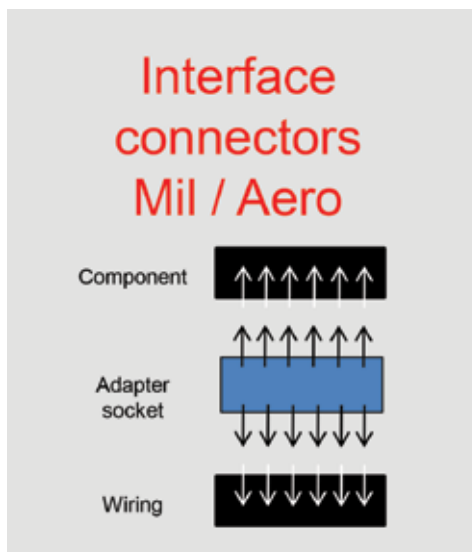 Interface
connectors
Mil / Aero
Component
Adapter
socket
Wiring